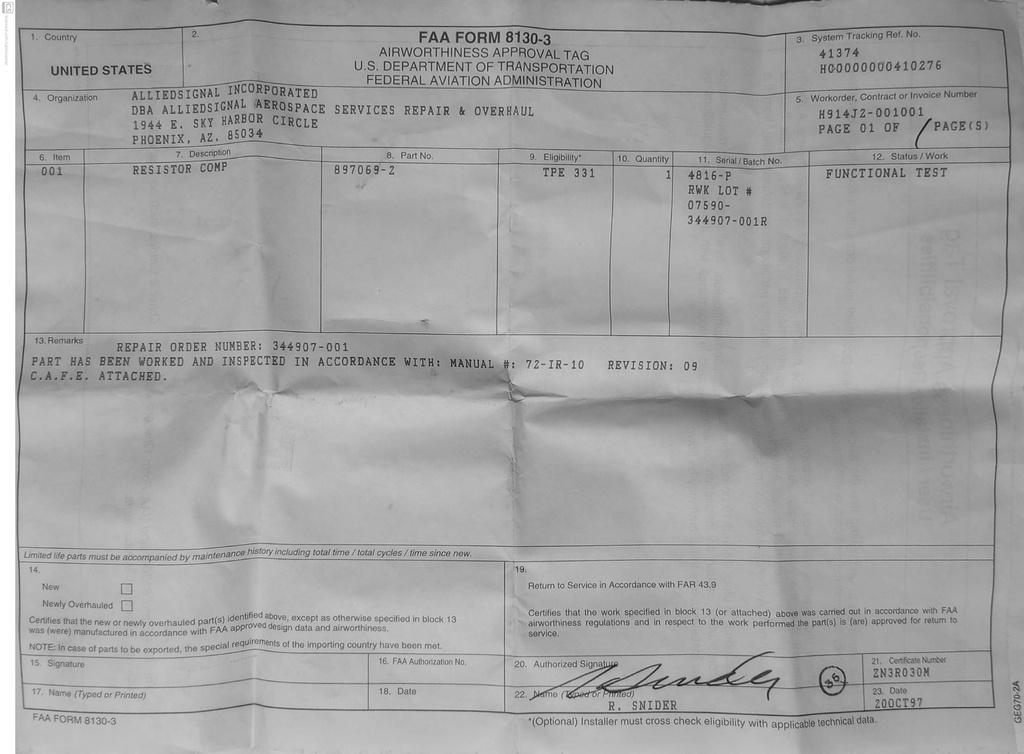 1. Country
UNITED STATES
2.
FAA FORM 8130-3
AIRWORTHINESS APPROVAL TAG
U.S. DEPARTMENT OF TRANSPORTATION
FEDERAL AVIATION ADMINISTRATION
3. System Tracking Ref. No.
41374
HC0000000410276
4. Organization
ALLIEDSIGNAL INCORPORATED
DBA ALLIEDSIGNAL AEROSPACE SERVICES REPAIR & OVERHAUL
1944 E. SKY HARBOR CIRCLE
PHOENIX, AZ. 85034
5. Workorder, Contract or Invoice Number
H914J2-001001
PAGE 01 OF / PAGE(S)
6. Item 7. Description 8. Part No. 9. Eligibility* 10. Quantity 11. Serial / Batch No. 12. Status / Work
001 RESISTOR COMP 897069-2 TPE 331 1 4816-P FUNCTIONAL TEST
RWK LOT #
07590-
344907-001R
13. Remarks
REPAIR ORDER NUMBER: 344907-001
PART HAS BEEN WORKED AND INSPECTED IN ACCORDANCE WITH: MANUAL #: 72-IR-10 REVISION: 09
C.A.F.E. ATTACHED.
Limited life parts must be accompanied by maintenance history including total time / total cycles / time since new.
14.
New
Newly Overhauled
Certifies that the new or newly overhauled part(s) identified above, except as otherwise specified in block 13
was (were) manufactured in accordance with FAA approved design data and airworthiness.
NOTE: In case of parts to be exported, the special requirements of the importing country have been met.
19.
Return to Service in Accordance with FAR 43.9
Certifies that the work specified in block 13 (or attached) above was carried out in accordance with FAA
airworthiness regulations and in respect to the work performed the part(s) is (are) approved for return to
service.
15. Signature
16. FAA Authorization No.
20. Authorized Signature
36
21. Certificate Number
ZN3R030M
17. Name (Typed or Printed)
18. Date
22. Name (Typed or Printed)
R. SNIDER
23. Date
20OCT97
FAA FORM 8130-3
*(Optional) Installer must cross check eligibility with applicable technical data.
GEG70-2A
CS